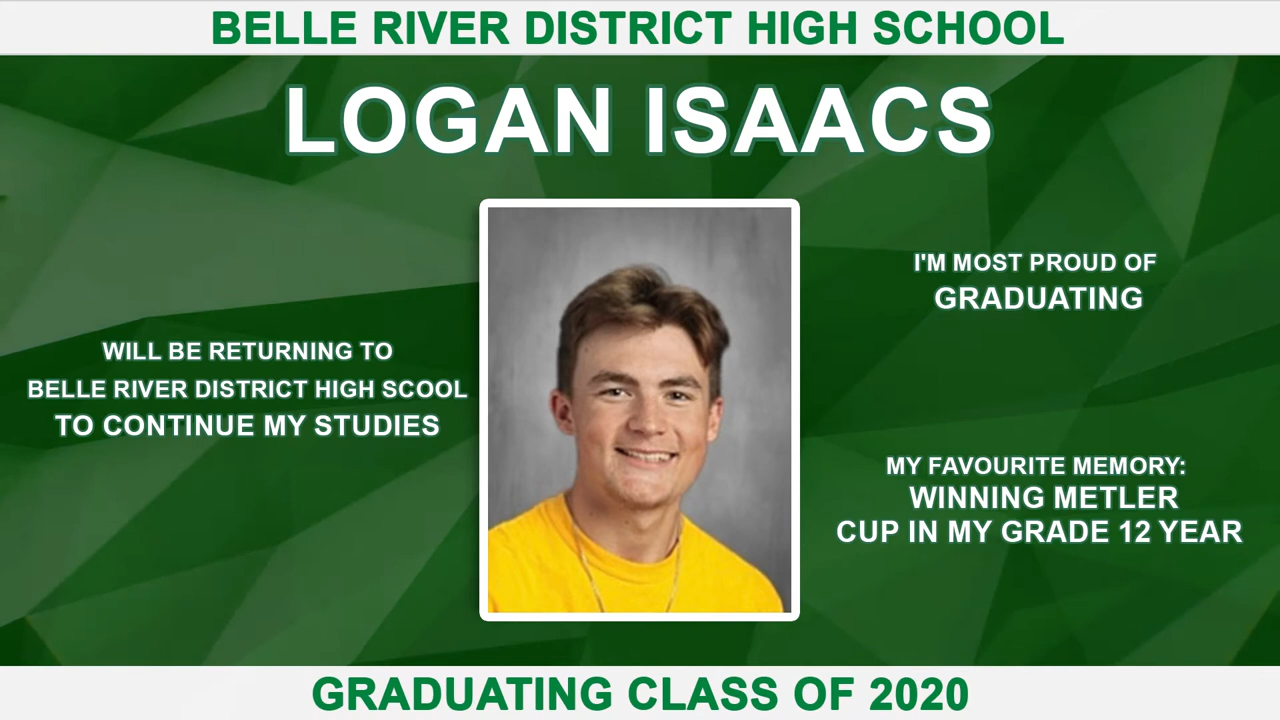 BELLE RIVER DISTRICT HIGH SCHOOL
LOGAN ISAACS
WILL BE RETURNING TO
BELLE RIVER DISTRICT HIGH SCOOL
TO CONTINUE MY STUDIES
I'M MOST PROUD OF
GRADUATING
MY FAVOURITE MEMORY:
WINNING METLER
CUP IN MY GRADE 12 YEAR
GRADUATING CLASS OF 2020